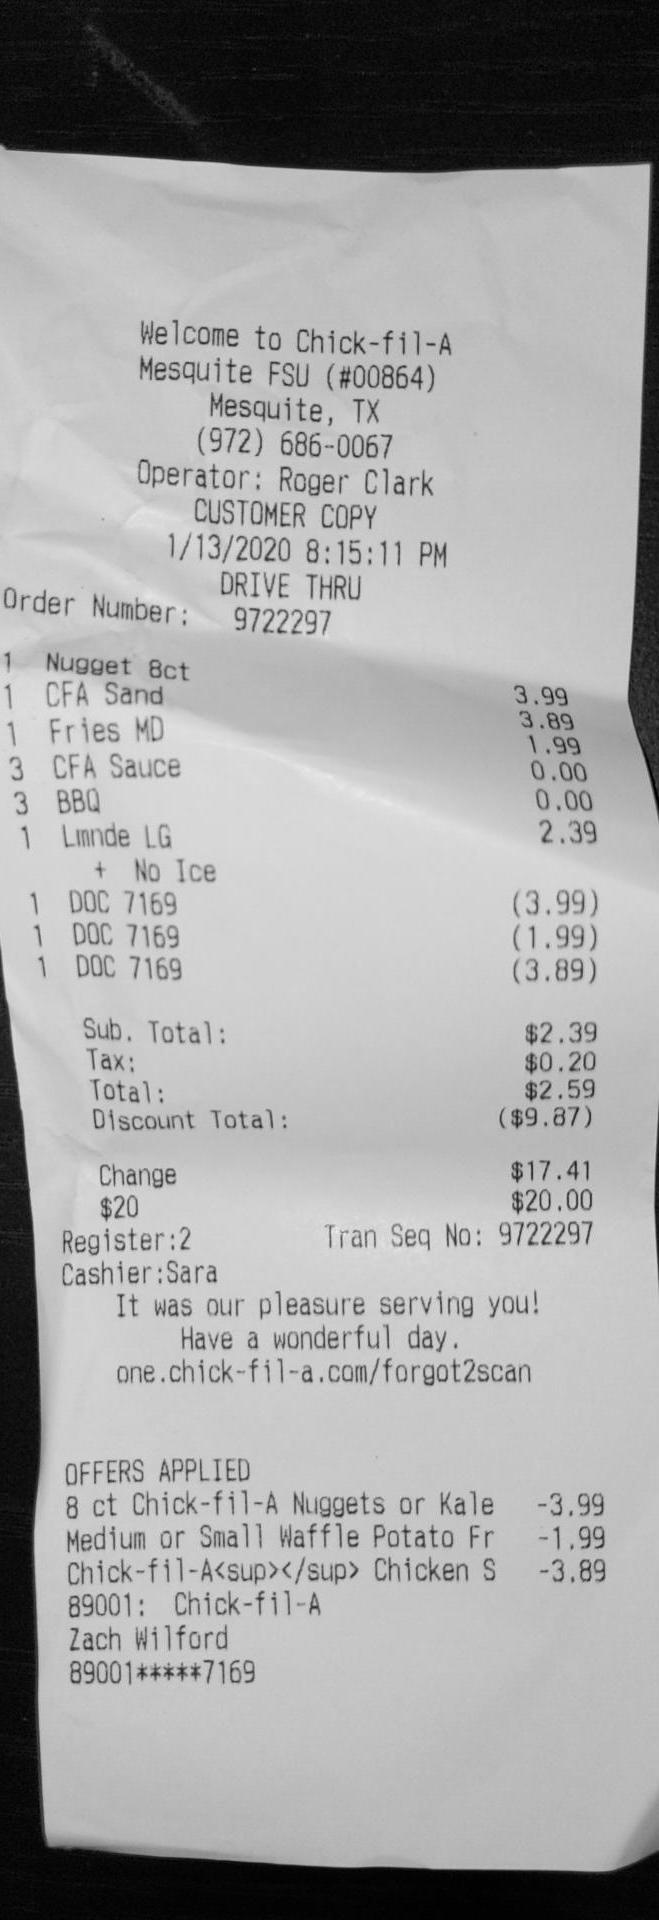 Welcome to Chick-fil-A
Mesquite FSU (#00864)
Mesquite, TX
(972) 686-0067
Operator: Roger Clark
CUSTOMER COPY
1/13/2020 8:15:11 PM
DRIVE THRU
Order Number: 9722297
1 Nugget 8ct 3.99
1 CFA Sand 3.89
1 Fries MD 1.99
3 CFA Sauce 0.00
3 BBQ 0.00
1 Lmnde LG 2.39
+ No Ice
1 DOC 7169 (3.99)
1 DOC 7169 (1.99)
1 DOC 7169 (3.89)
Sub. Total: $2.39
Tax: $0.20
Total: $2.59
Discount Total: ($9.87)
Change $17.41
$20 $20.00
Register:2 Tran Seq No: 9722297
Cashier:Sara
It was our pleasure serving you!
Have a wonderful day.
one.chick-fil-a.com/forgot2scan
OFFERS APPLIED
8 ct Chick-fil-A Nuggets or Kale -3.99
Medium or Small Waffle Potato Fr -1.99
Chick-fil-A<sup></sup> Chicken S -3.89
89001: Chick-fil-A
Zach Wilford
89001*****7169